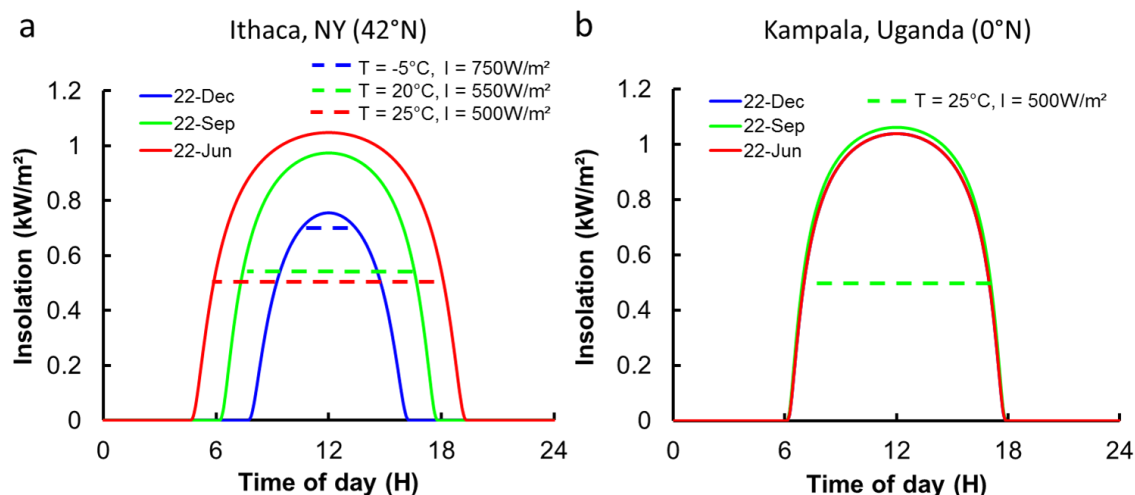 a
Ithaca, NY (42°N)
T = -5°C, I = 750W/m²
T = 20°C, I = 550W/m²
T = 25°C, I = 500W/m²
22-Dec
22-Sep
22-Jun
Insolation (kW/m²)
1.2
1
0.8
0.6
0.4
0.2
0
0
6
12
18
24
Time of day (H)
b
Kampala, Uganda (0°N)
T = 25°C, I = 500W/m²
22-Dec
22-Sep
22-Jun
Insolation (kW/m²)
1.2
1
0.8
0.6
0.4
0.2
0
0
6
12
18
24
Time of day (H)